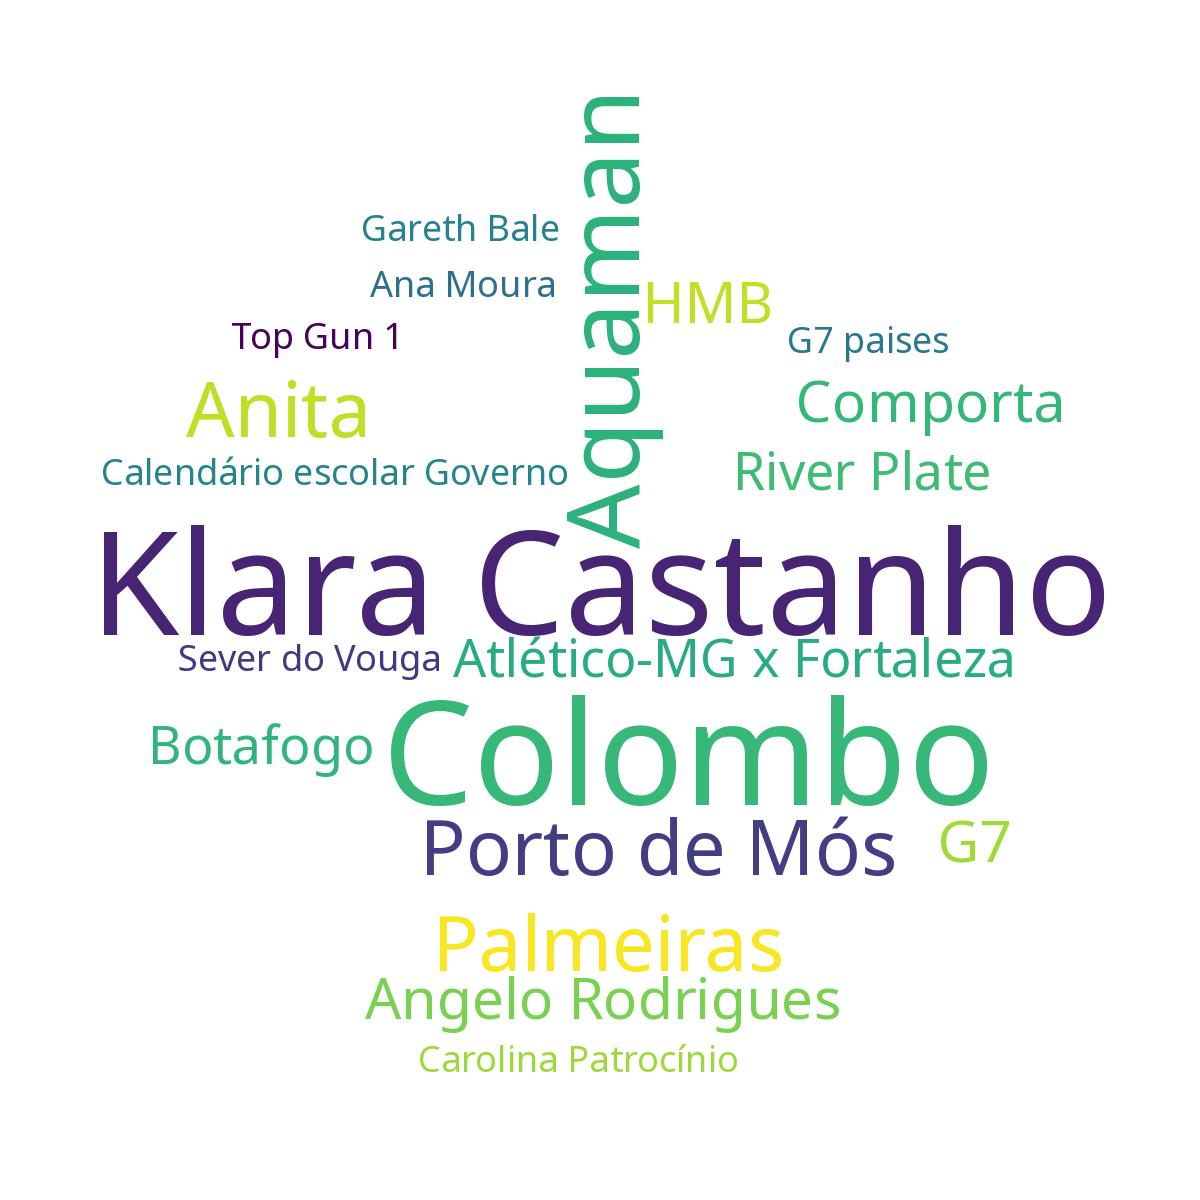 Aquaman
Gareth Bale
Ana Moura
HMB
Top Gun 1
G7 paises
Anita
Comporta
Calendário escolar Governo
River Plate
Klara Castanho
Sever do Vouga
Atlético-MG x Fortaleza
Botafogo
Colombo
Porto de Mós
G7
Palmeiras
Angelo Rodrigues
Carolina Patrocínio